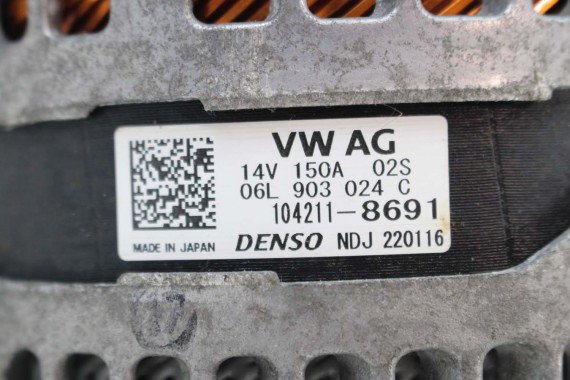 VW AG
14V 150A 02S
06L 903 024 C
104211-8691
MADE IN JAPAN DENSO NDJ 220116